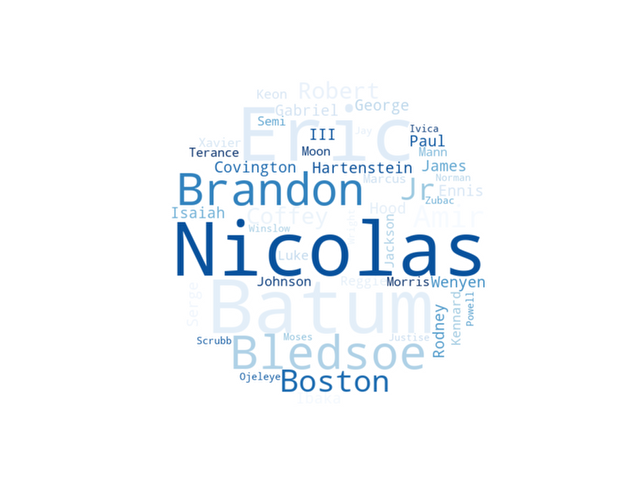 Robert
Keon
George
Gabriel
Semi
Eric
Jay
Ivica
III
Paul
Xavier
Terance
Moon
Mann
Covington
Hartenstein
James
Marcus
Norman
Brandon
Jr
Ennis
Zubac
Isaiah
Coffey
Hood
Amir
Winslow
Wright
Jackson
Nicolas
Luke
Johnson
Reggie
Morris
Wenyen
Serge
Batum
Kennard
Powell
Rodney
Scrubb
Moses
Justise
Bledsoe
Ojeleye
Boston
Ibaka